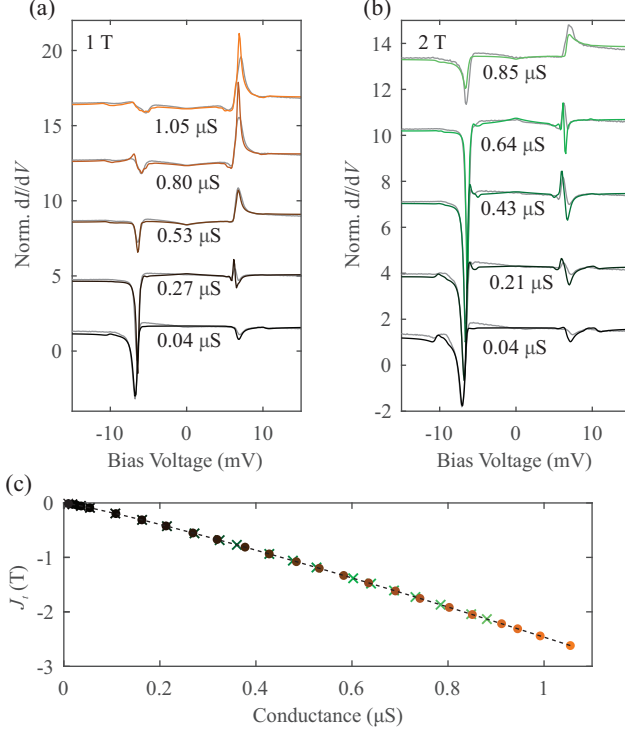 (a)
(b)
1 T
2 T
20
15
10
5
0
Norm. dI/dV
1.05 µS
0.80 µS
0.53 µS
0.27 µS
0.04 µS
-10
0
10
Bias Voltage (mV)
14
12
10
8
6
4
2
0
-2
Norm. dI/dV
0.85 µS
0.64 µS
0.43 µS
0.21 µS
0.04 µS
-10
0
10
Bias Voltage (mV)
(c)
0
-1
-2
-3
0
0.2
0.4
0.6
0.8
1
Conductance (µS)